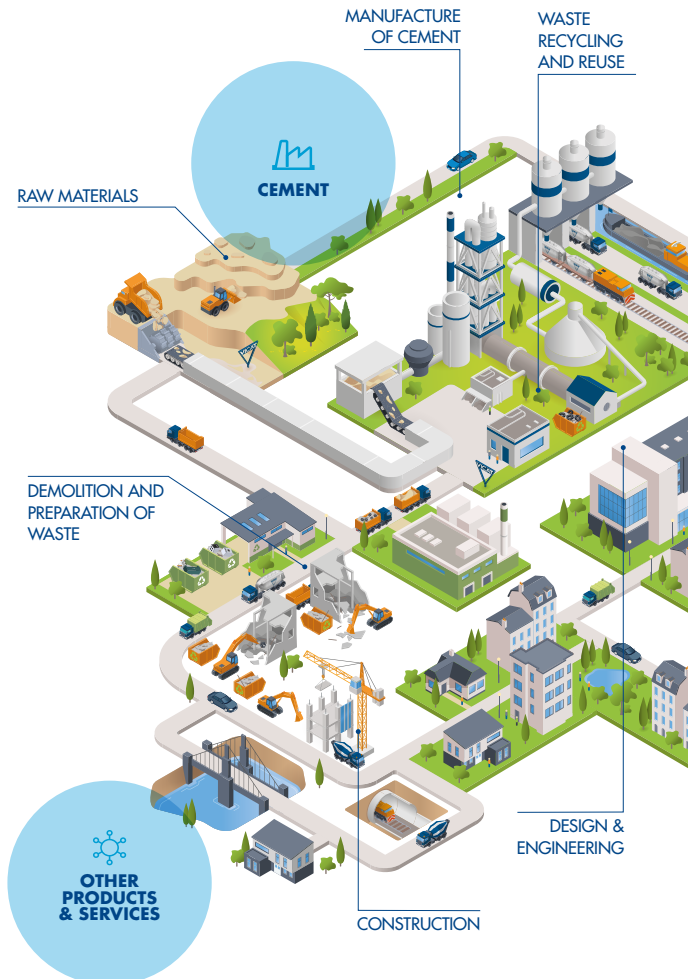 MANUFACTURE
OF CEMENT
WASTE
RECYCLING
AND REUSE
CEMENT
RAW MATERIALS
DEMOLITION AND
PREPARATION OF
WASTE
DESIGN &
ENGINEERING
OTHER
PRODUCTS
& SERVICES
CONSTRUCTION